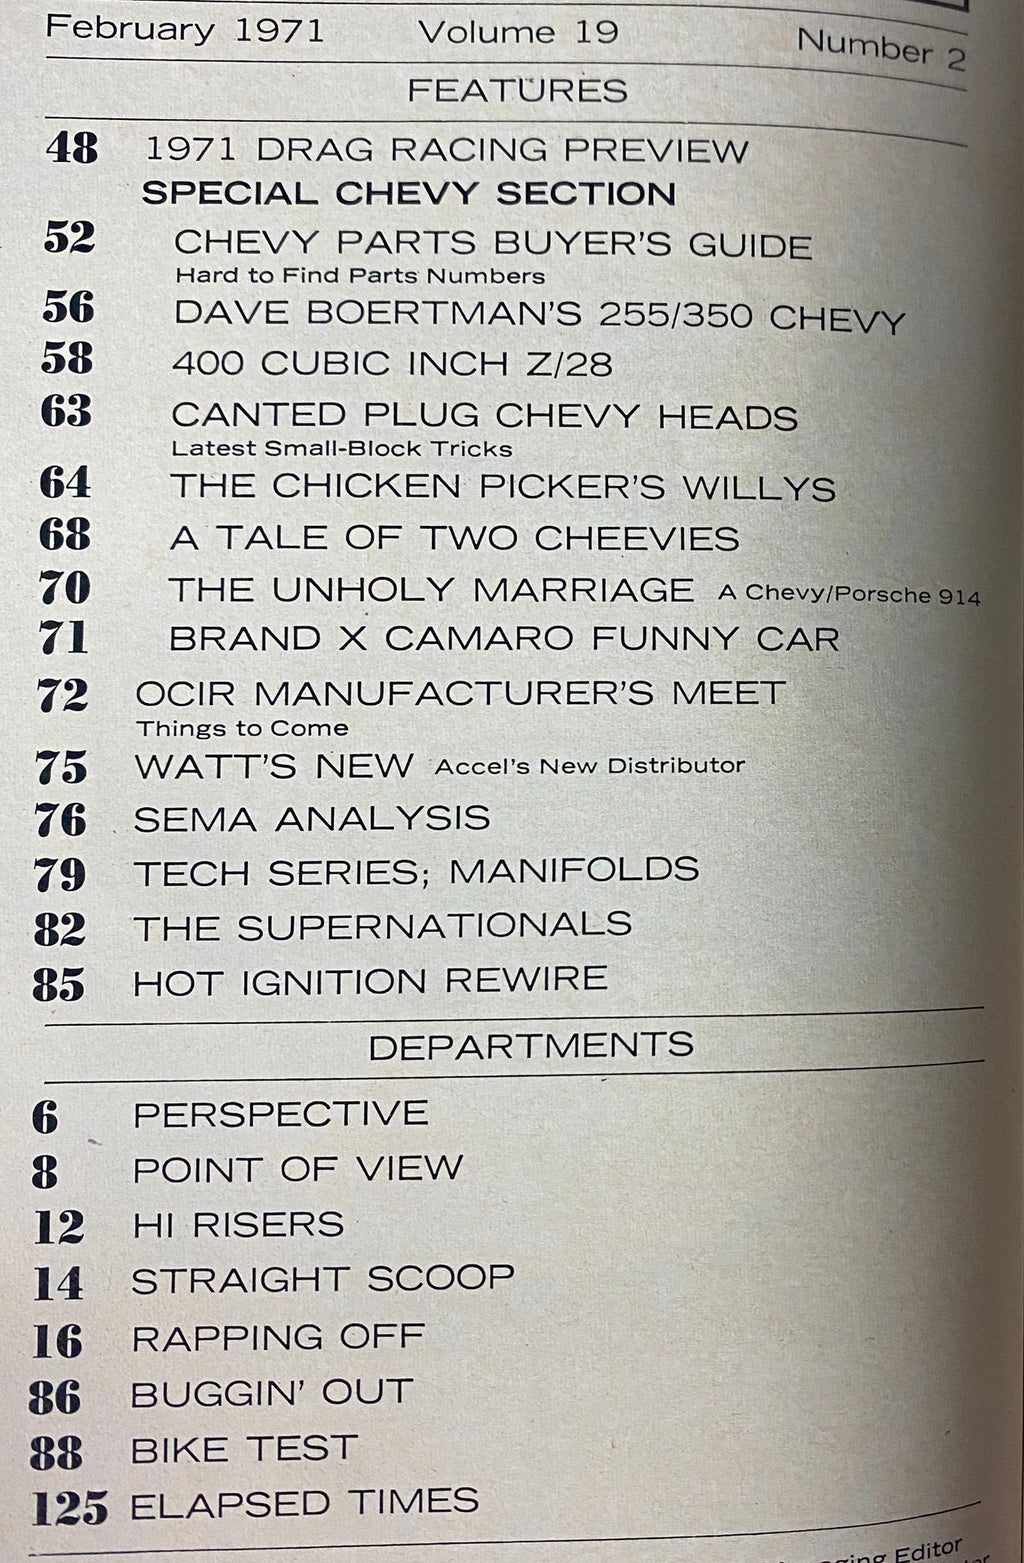 February 1971 Volume 19 Number 2
FEATURES
48 1971 DRAG RACING PREVIEW
SPECIAL CHEVY SECTION
52 CHEVY PARTS BUYER'S GUIDE
Hard to Find Parts Numbers
56 DAVE BOERTMAN'S 255/350 CHEVY
58 400 CUBIC INCH Z/28
63 CANTED PLUG CHEVY HEADS
Latest Small-Block Tricks
64 THE CHICKEN PICKER'S WILLYS
68 A TALE OF TWO CHEEVIES
70 THE UNHOLY MARRIAGE A Chevy/Porsche 914
71 BRAND X CAMARO FUNNY CAR
72 OCIR MANUFACTURER'S MEET
Things to Come
75 WATT'S NEW Accel's New Distributor
76 SEMA ANALYSIS
79 TECH SERIES; MANIFOLDS
82 THE SUPERNATIONALS
85 HOT IGNITION REWIRE
DEPARTMENTS
6 PERSPECTIVE
8 POINT OF VIEW
12 HI RISERS
14 STRAIGHT SCOOP
16 RAPPING OFF
86 BUGGIN' OUT
88 BIKE TEST
125 ELAPSED TIMES
Editor